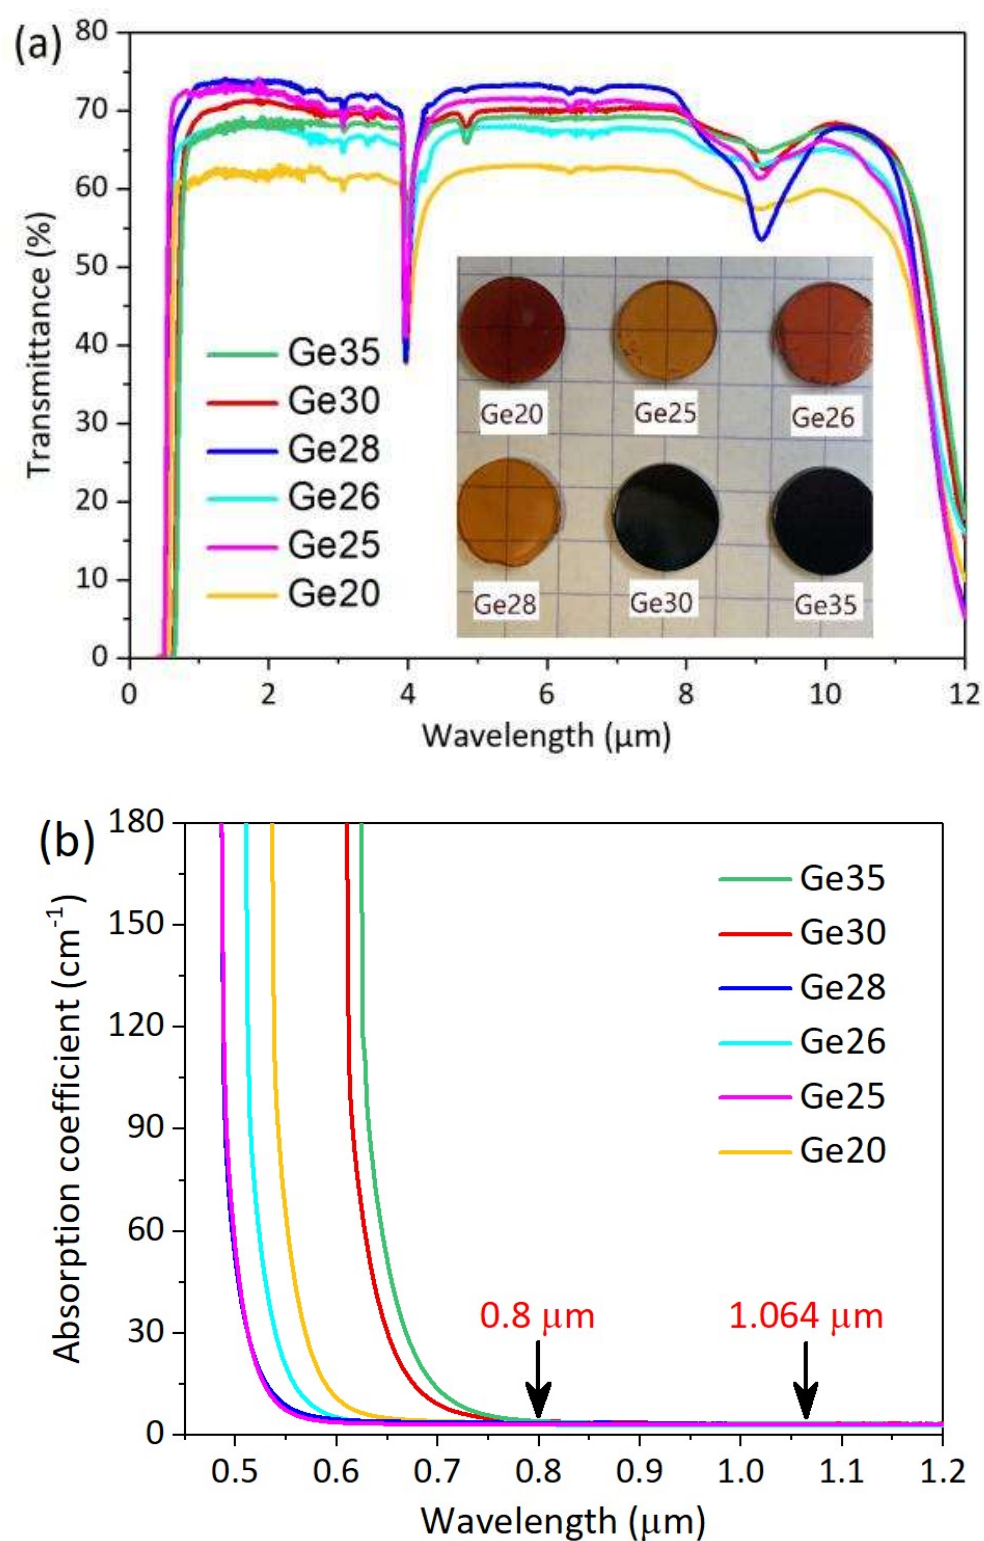 (a)
80
70
60
50
40
30
20
10
0
Transmittance (%)
Ge35
Ge30
Ge28
Ge26
Ge25
Ge20
Ge20 Ge25 Ge26
Ge28 Ge30 Ge35
0 2 4 6 8 10 12
Wavelength (μm)
(b)
180
150
120
90
60
30
0
Absorption coefficient (cm⁻¹)
Ge35
Ge30
Ge28
Ge26
Ge25
Ge20
0.8 μm 1.064 μm
0.5 0.6 0.7 0.8 0.9 1.0 1.1 1.2
Wavelength (μm)